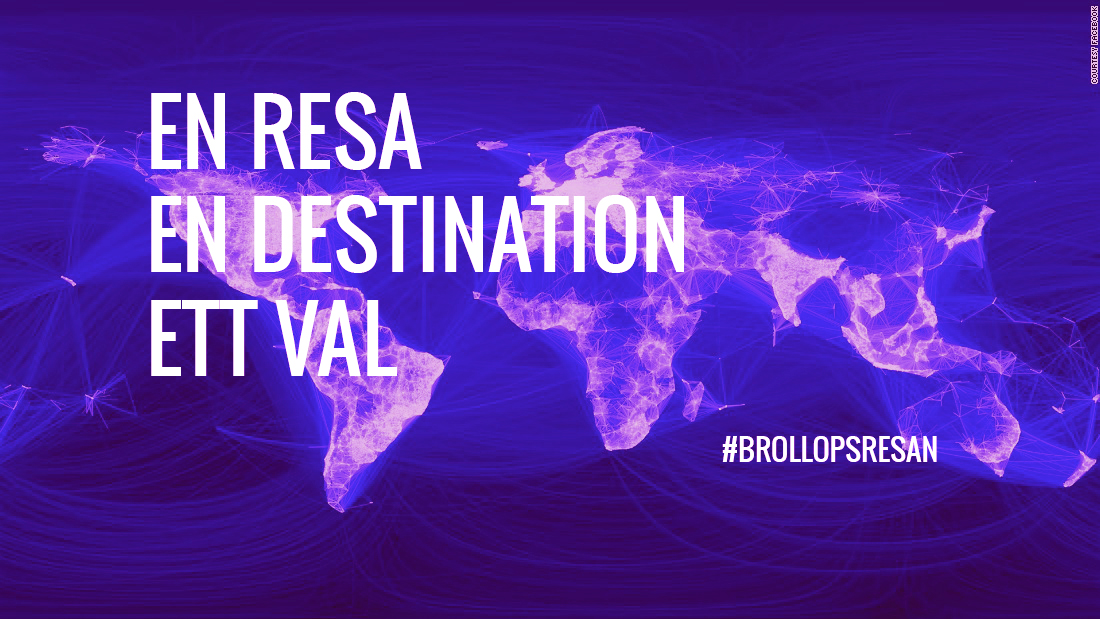 COURTESY FACEBOOK
EN RESA
EN DESTINATION
ETT VAL
#BROLLOPSRESAN